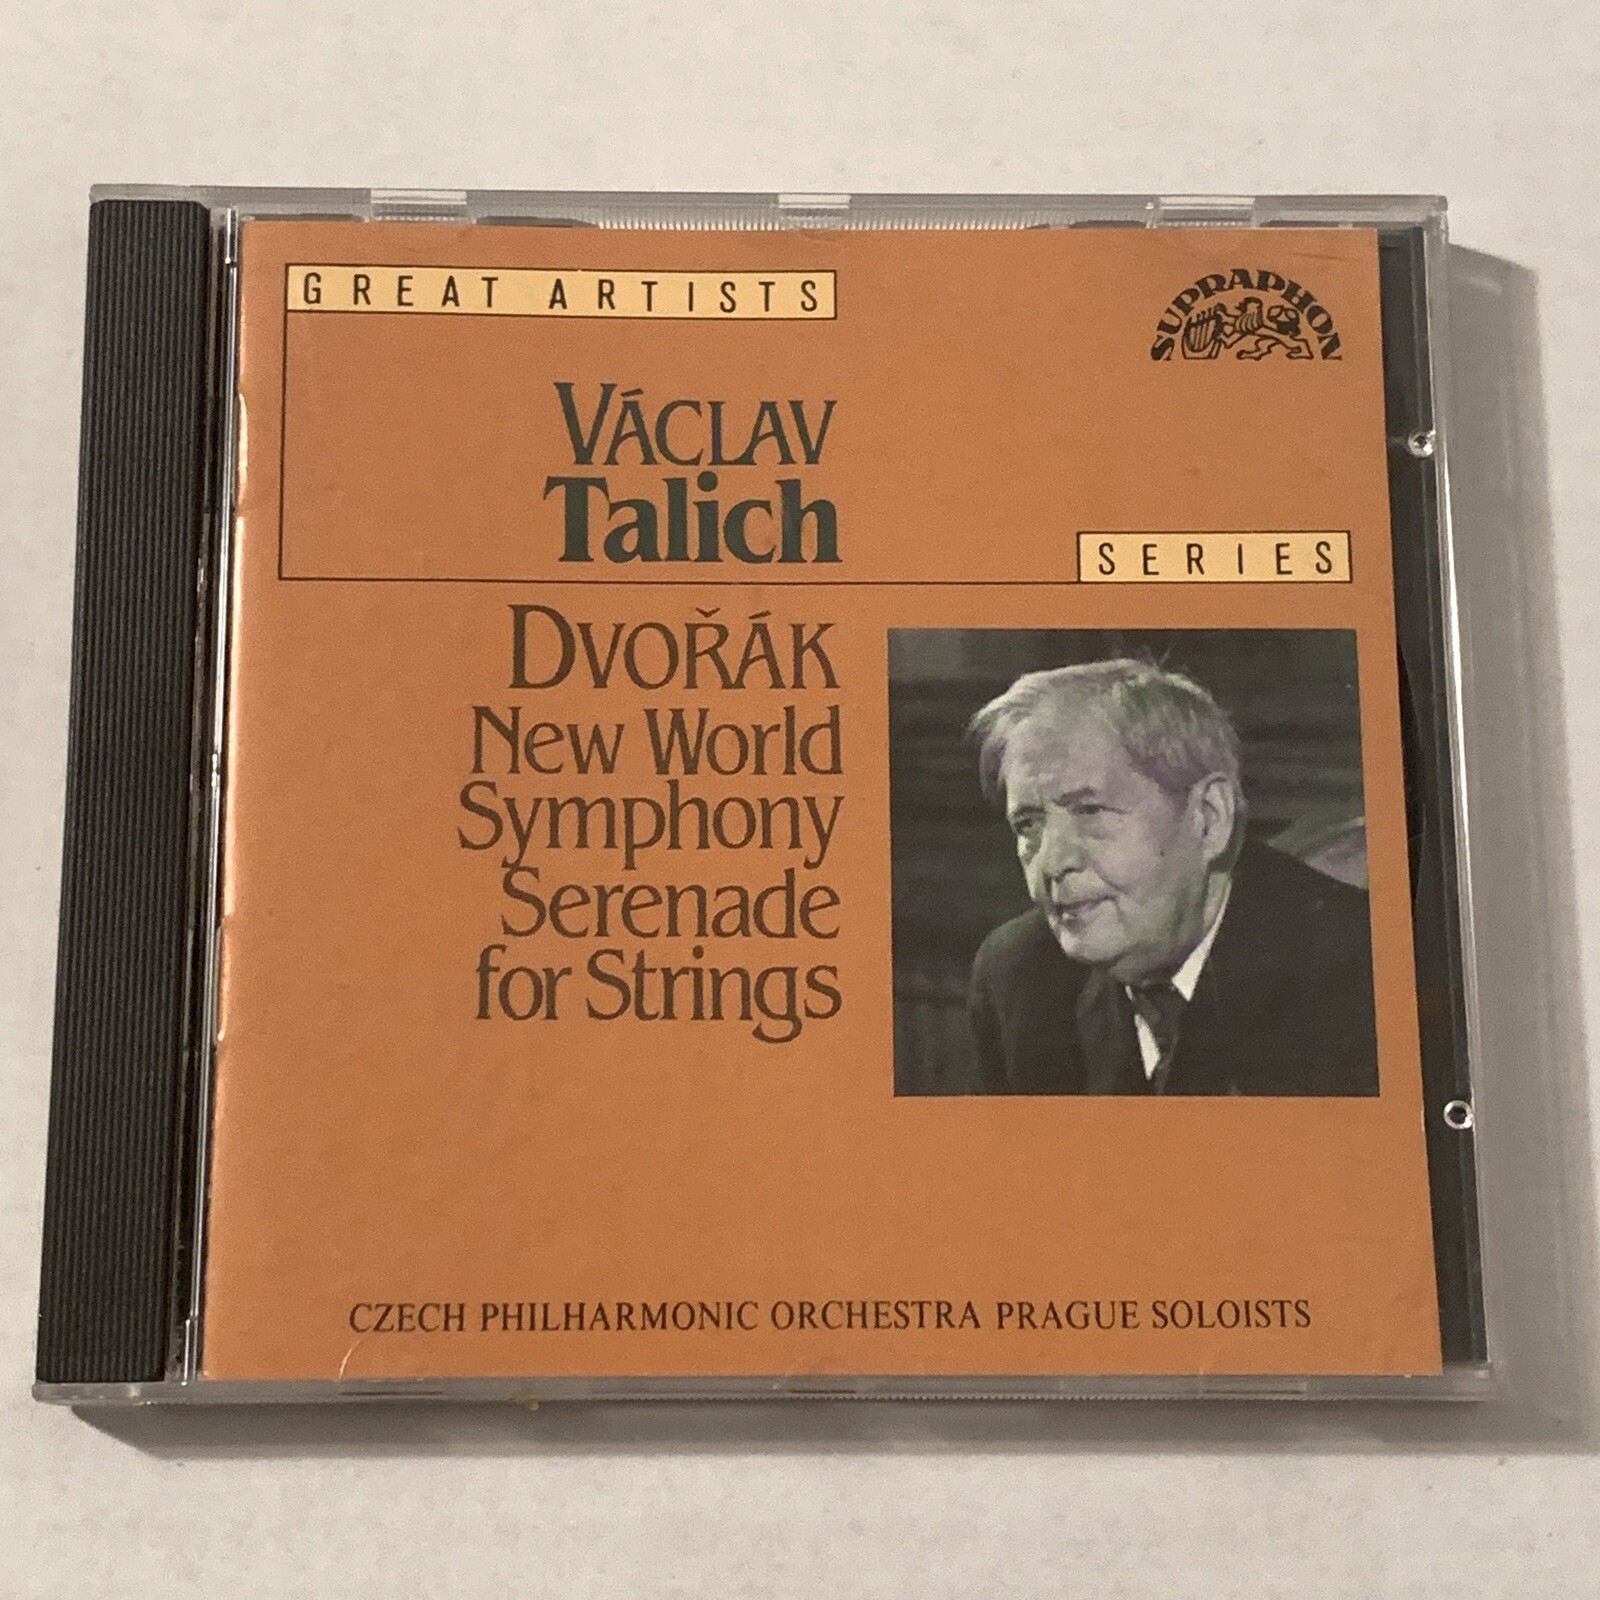 GREAT ARTISTS
SUPRAPHON
VÁCLAV
Talich
SERIES
DVOŘÁK
New World
Symphony
Serenade
for Strings
CZECH PHILHARMONIC ORCHESTRA PRAGUE SOLOISTS